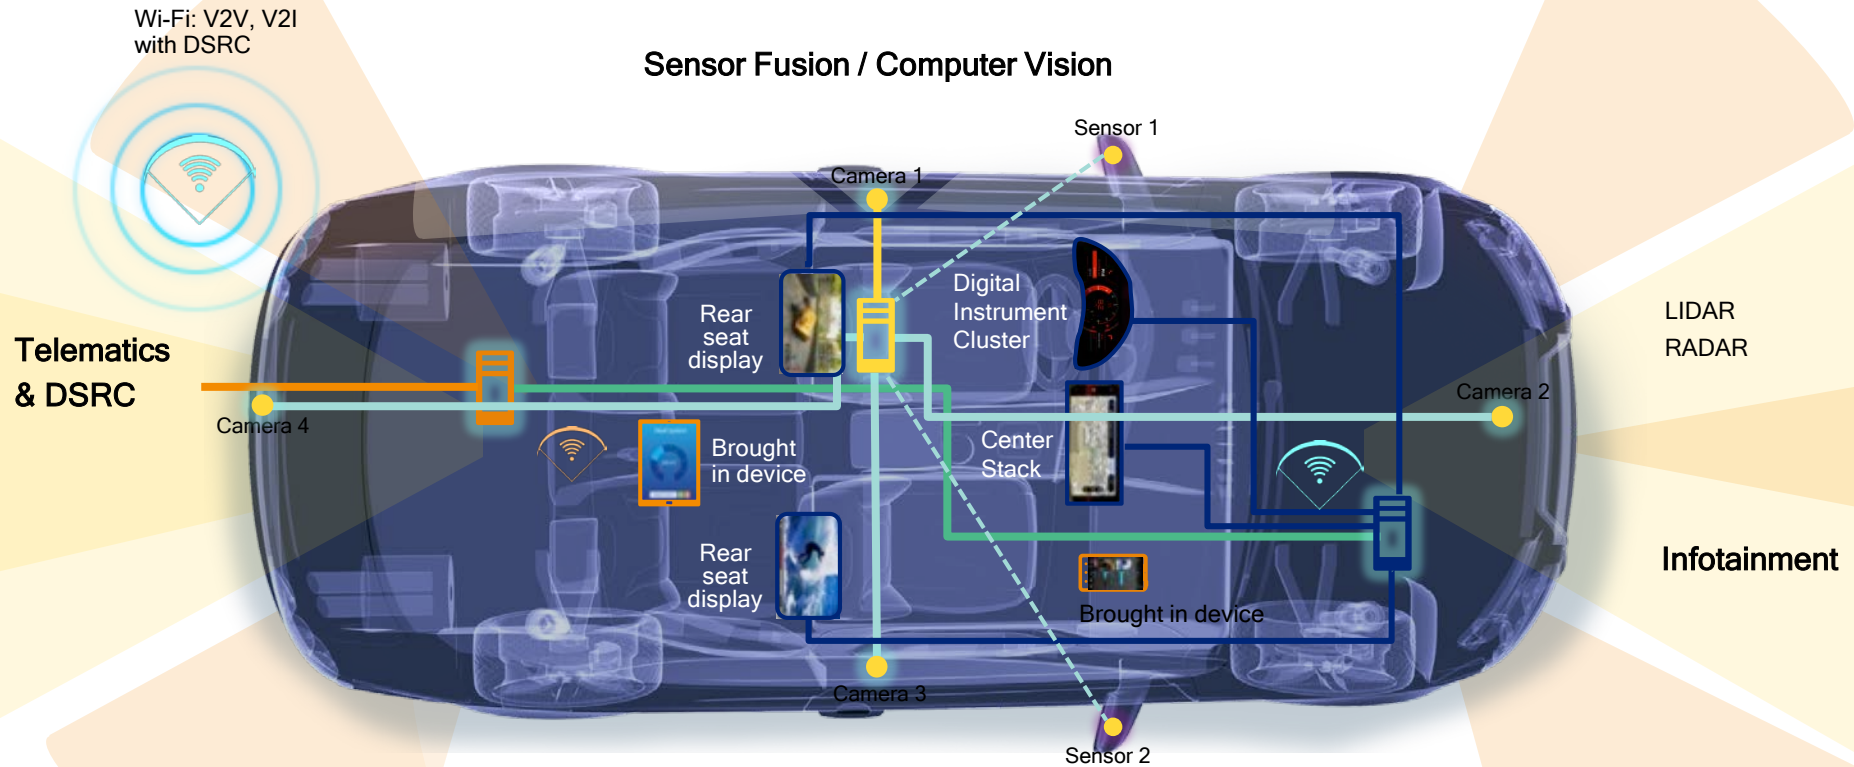 Wi-Fi: V2V, V2I
with DSRC
Sensor Fusion / Computer Vision
Sensor 1
Camera 1
Digital
Instrument
Cluster
Rear
seat
display
LIDAR
RADAR
Telematics
& DSRC
Camera 2
Camera 4
Brought
in device
Center
Stack
Rear
seat
display
Infotainment
Brought in device
Camera 3
Sensor 2